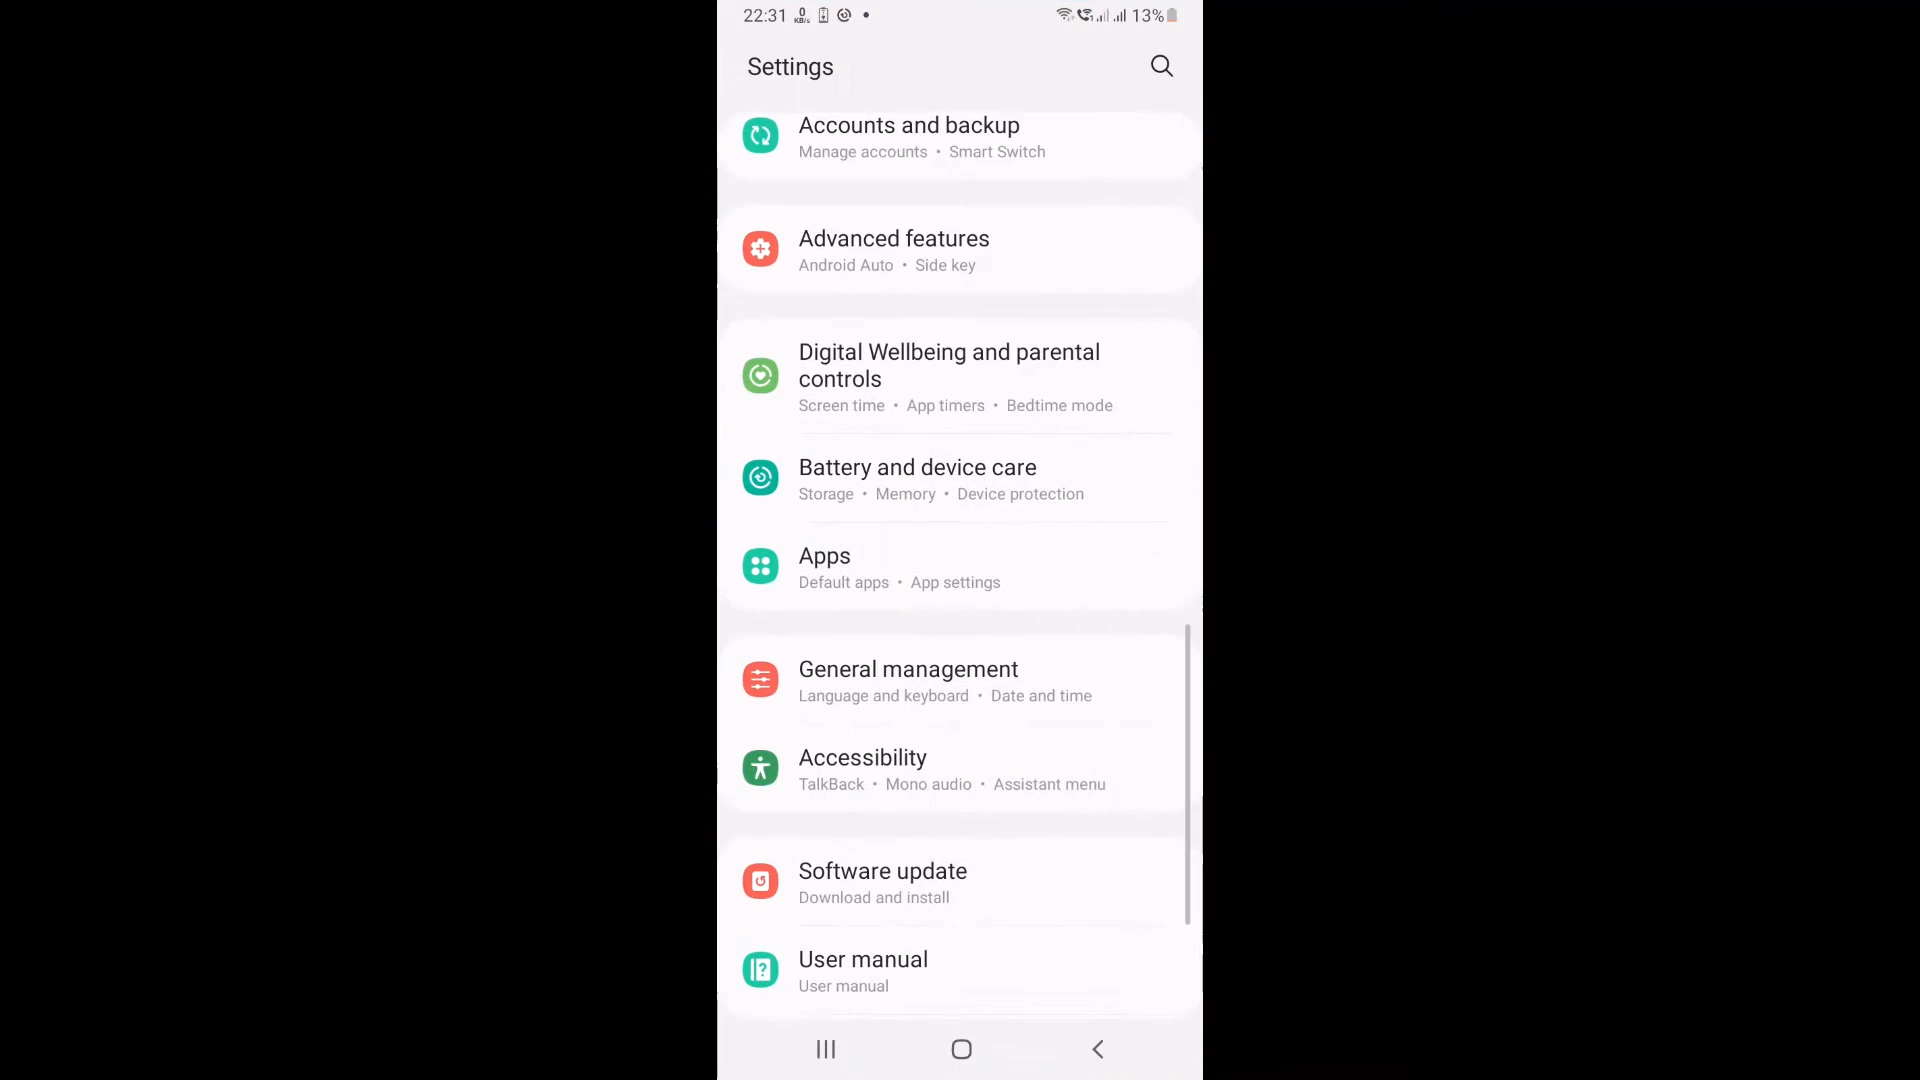 22:31 0 KB/s 13%
Settings
Accounts and backup
Manage accounts • Smart Switch
Advanced features
Android Auto • Side key
Digital Wellbeing and parental
controls
Screen time • App timers • Bedtime mode
Battery and device care
Storage • Memory • Device protection
Apps
Default apps • App settings
General management
Language and keyboard • Date and time
Accessibility
TalkBack • Mono audio • Assistant menu
Software update
Download and install
User manual
User manual